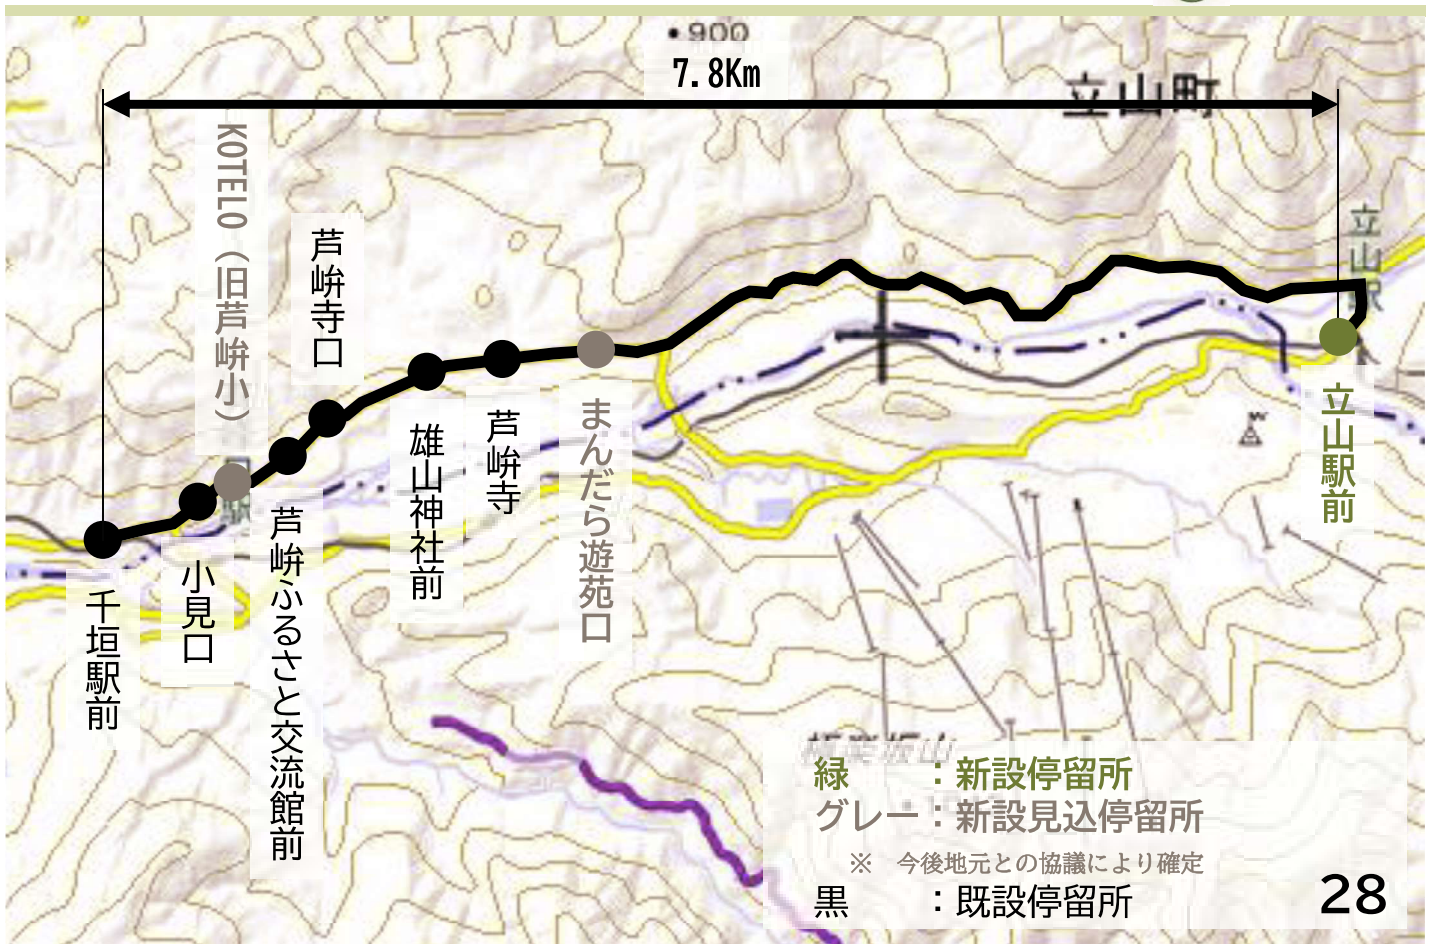 ・900
7.8Km
立山町
立山駅
KOTELO（旧芦峅小）
芦峅寺口
雄山神社前
芦峅寺
まんだら遊苑口
立山駅前
千垣駅前
小見口
芦峅ふるさと交流館前
緑　　　：新設停留所
グレー：新設見込停留所
※　今後地元との協議により確定
黒　　　：既設停留所
28